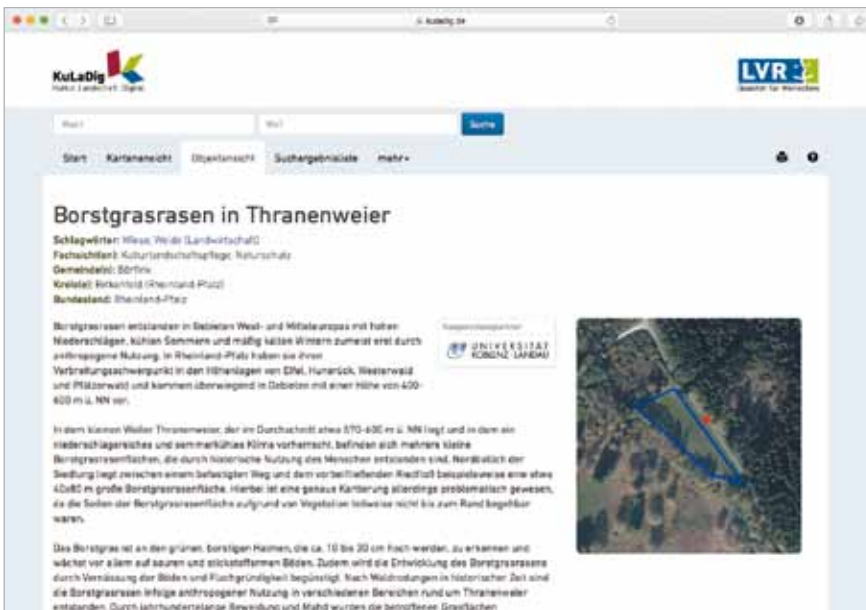 kuladig.de
KuLaDig
Kultur. Landschaft. Digital.
LVR
Qualität für Menschen
Suche
Start Kartenansicht Objektansicht Suchergebnisliste mehr
Borstgrasrasen in Thranenweier
Schlagwörter: Wiese, Weide (Landwirtschaft)
Fachsicht(en): Kulturlandschaftspflege, Naturschutz
Gemeinde(n): Börfink
Kreis(e): Birkenfeld (Rheinland-Pfalz)
Bundesland: Rheinland-Pfalz
Borstgrasrasen entstanden in Gebieten West- und Mitteleuropas mit hohen
Niederschlägen, kühlen Sommern und mäßig kalten Wintern zumeist erst durch
anthropogene Nutzung. In Rheinland-Pfalz haben sie ihren
Verbreitungsschwerpunkt in den Höhenlagen von Eifel, Hunsrück, Westerwald
und Pfälzerwald und kommen überwiegend in Gebieten mit einer Höhe von 400-
600 m ü. NN vor.
Kooperationspartner
UNIVERSITÄT
KOBLENZ LANDAU
In dem kleinen Weiler Thranenweier, der im Durchschnitt etwa 570-600 m ü. NN liegt und in dem ein
niederschlagsreiches und sommerkühles Klima vorherrscht, befinden sich mehrere kleine
Borstgrasrasenflächen, die durch historische Nutzung des Menschen entstanden sind. Nordöstlich der
Siedlung liegt zwischen einem befestigten Weg und dem vorbeifließenden Riedfloß beispielsweise eine etwa
40x80 m große Borstgrasrasenfläche. Hierbei ist eine genaue Kartierung allerdings problematisch gewesen,
da die Seiten der Borstgrasrasenfläche aufgrund von Vegetation teilweise nicht bis zum Rand begehbar
waren.
Das Borstgras ist an den grünen, borstigen Halmen, die ca. 10 bis 30 cm hoch werden, zu erkennen und
wächst vor allem auf sauren und stickstoffarmen Böden. Zudem wird die Entwicklung des Borstgrasrasens
durch Vernässung der Böden und Flachgründigkeit begünstigt. Nach Waldrodungen in historischer Zeit sind
die Borstgrasrasen infolge anthropogener Nutzung in verschiedenen Bereichen rund um Thranenweier
entstanden. Durch jahrhundertelange Beweidung und Mahd wurden die betroffenen Grasflächen